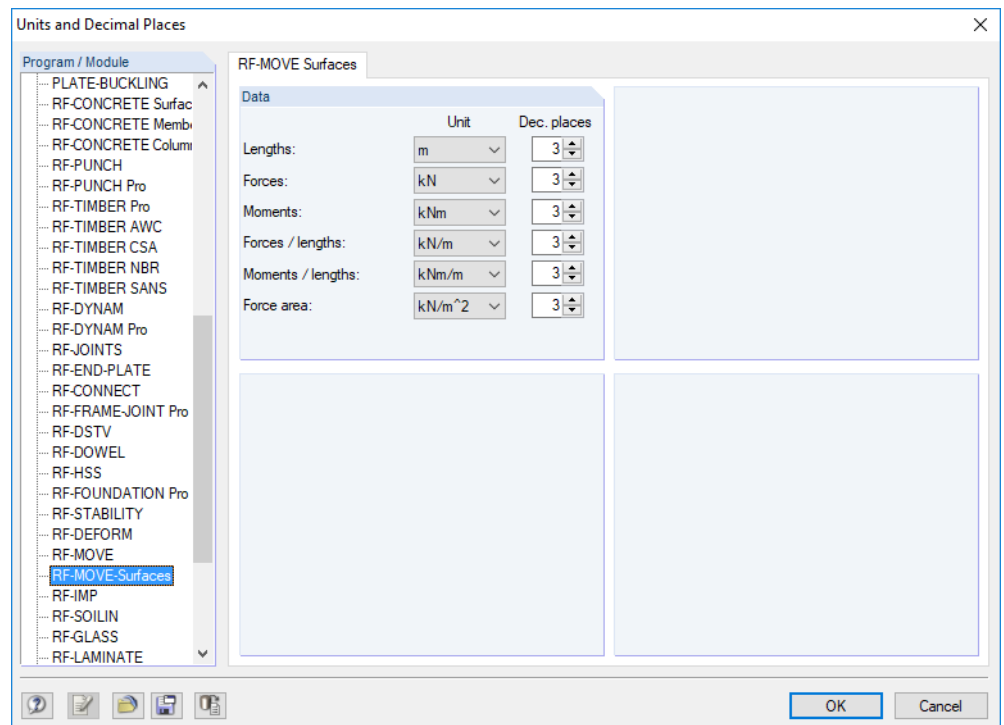 Units and Decimal Places
Program / Module
PLATE-BUCKLING
RF-CONCRETE Surfac
RF-CONCRETE Memb
RF-CONCRETE Colum
RF-PUNCH
RF-PUNCH Pro
RF-TIMBER Pro
RF-TIMBER AWC
RF-TIMBER CSA
RF-TIMBER NBR
RF-TIMBER SANS
RF-DYNAM
RF-DYNAM Pro
RF-JOINTS
RF-END-PLATE
RF-CONNECT
RF-FRAME-JOINT Pro
RF-DSTV
RF-DOWEL
RF-HSS
RF-FOUNDATION Pro
RF-STABILITY
RF-DEFORM
RF-MOVE
RF-MOVE-Surfaces
RF-IMP
RF-SOILIN
RF-GLASS
RF-LAMINATE
RF-MOVE Surfaces
Data
Unit Dec. places
Lengths: m 3
Forces: kN 3
Moments: kNm 3
Forces / lengths: kN/m 3
Moments / lengths: kNm/m 3
Force area: kN/m^2 3
OK Cancel